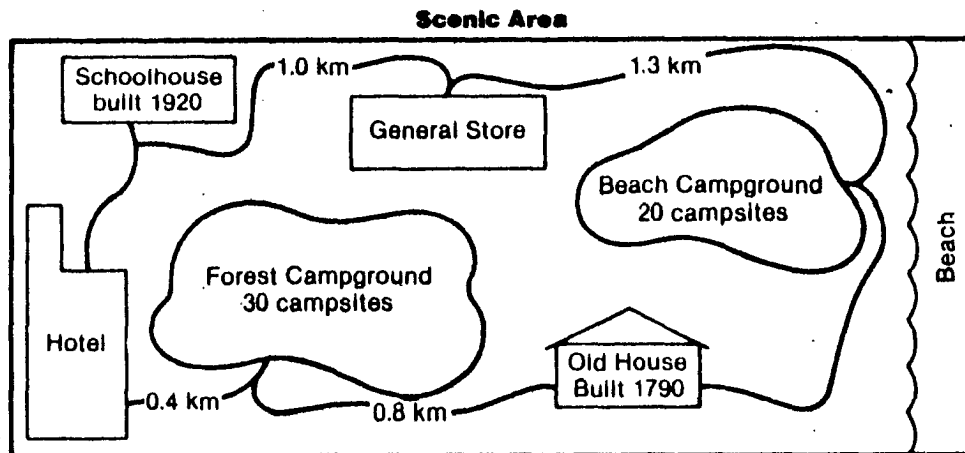 Scenic Area
Schoolhouse
built 1920
1.0 km
1.3 km
General Store
Beach Campground
20 campsites
Beach
Forest Campground
30 campsites
Hotel
Old House
Built 1790
0.4 km
0.8 km